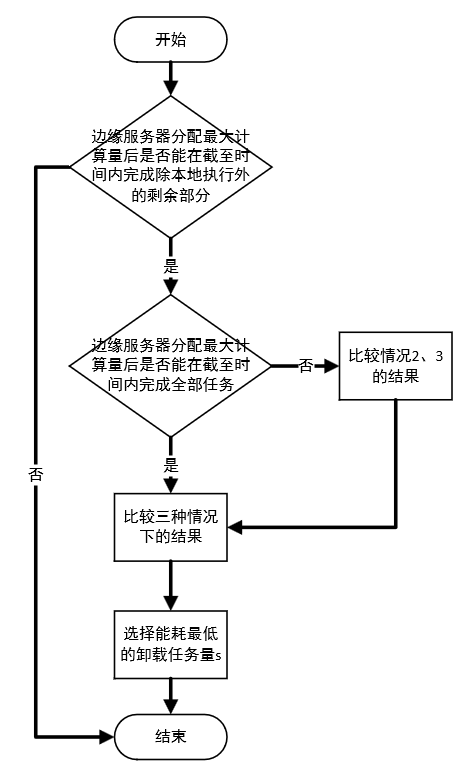 开始
边缘服务器分配最大计
算量后是否能在截至时
间内完成除本地执行外
的剩余部分
是
边缘服务器分配最大计
算量后是否能在截至时
间内完成全部任务
否
比较情况2、3
的结果
否
是
比较三种情况
下的结果
选择能耗最低
的卸载任务量s
结束